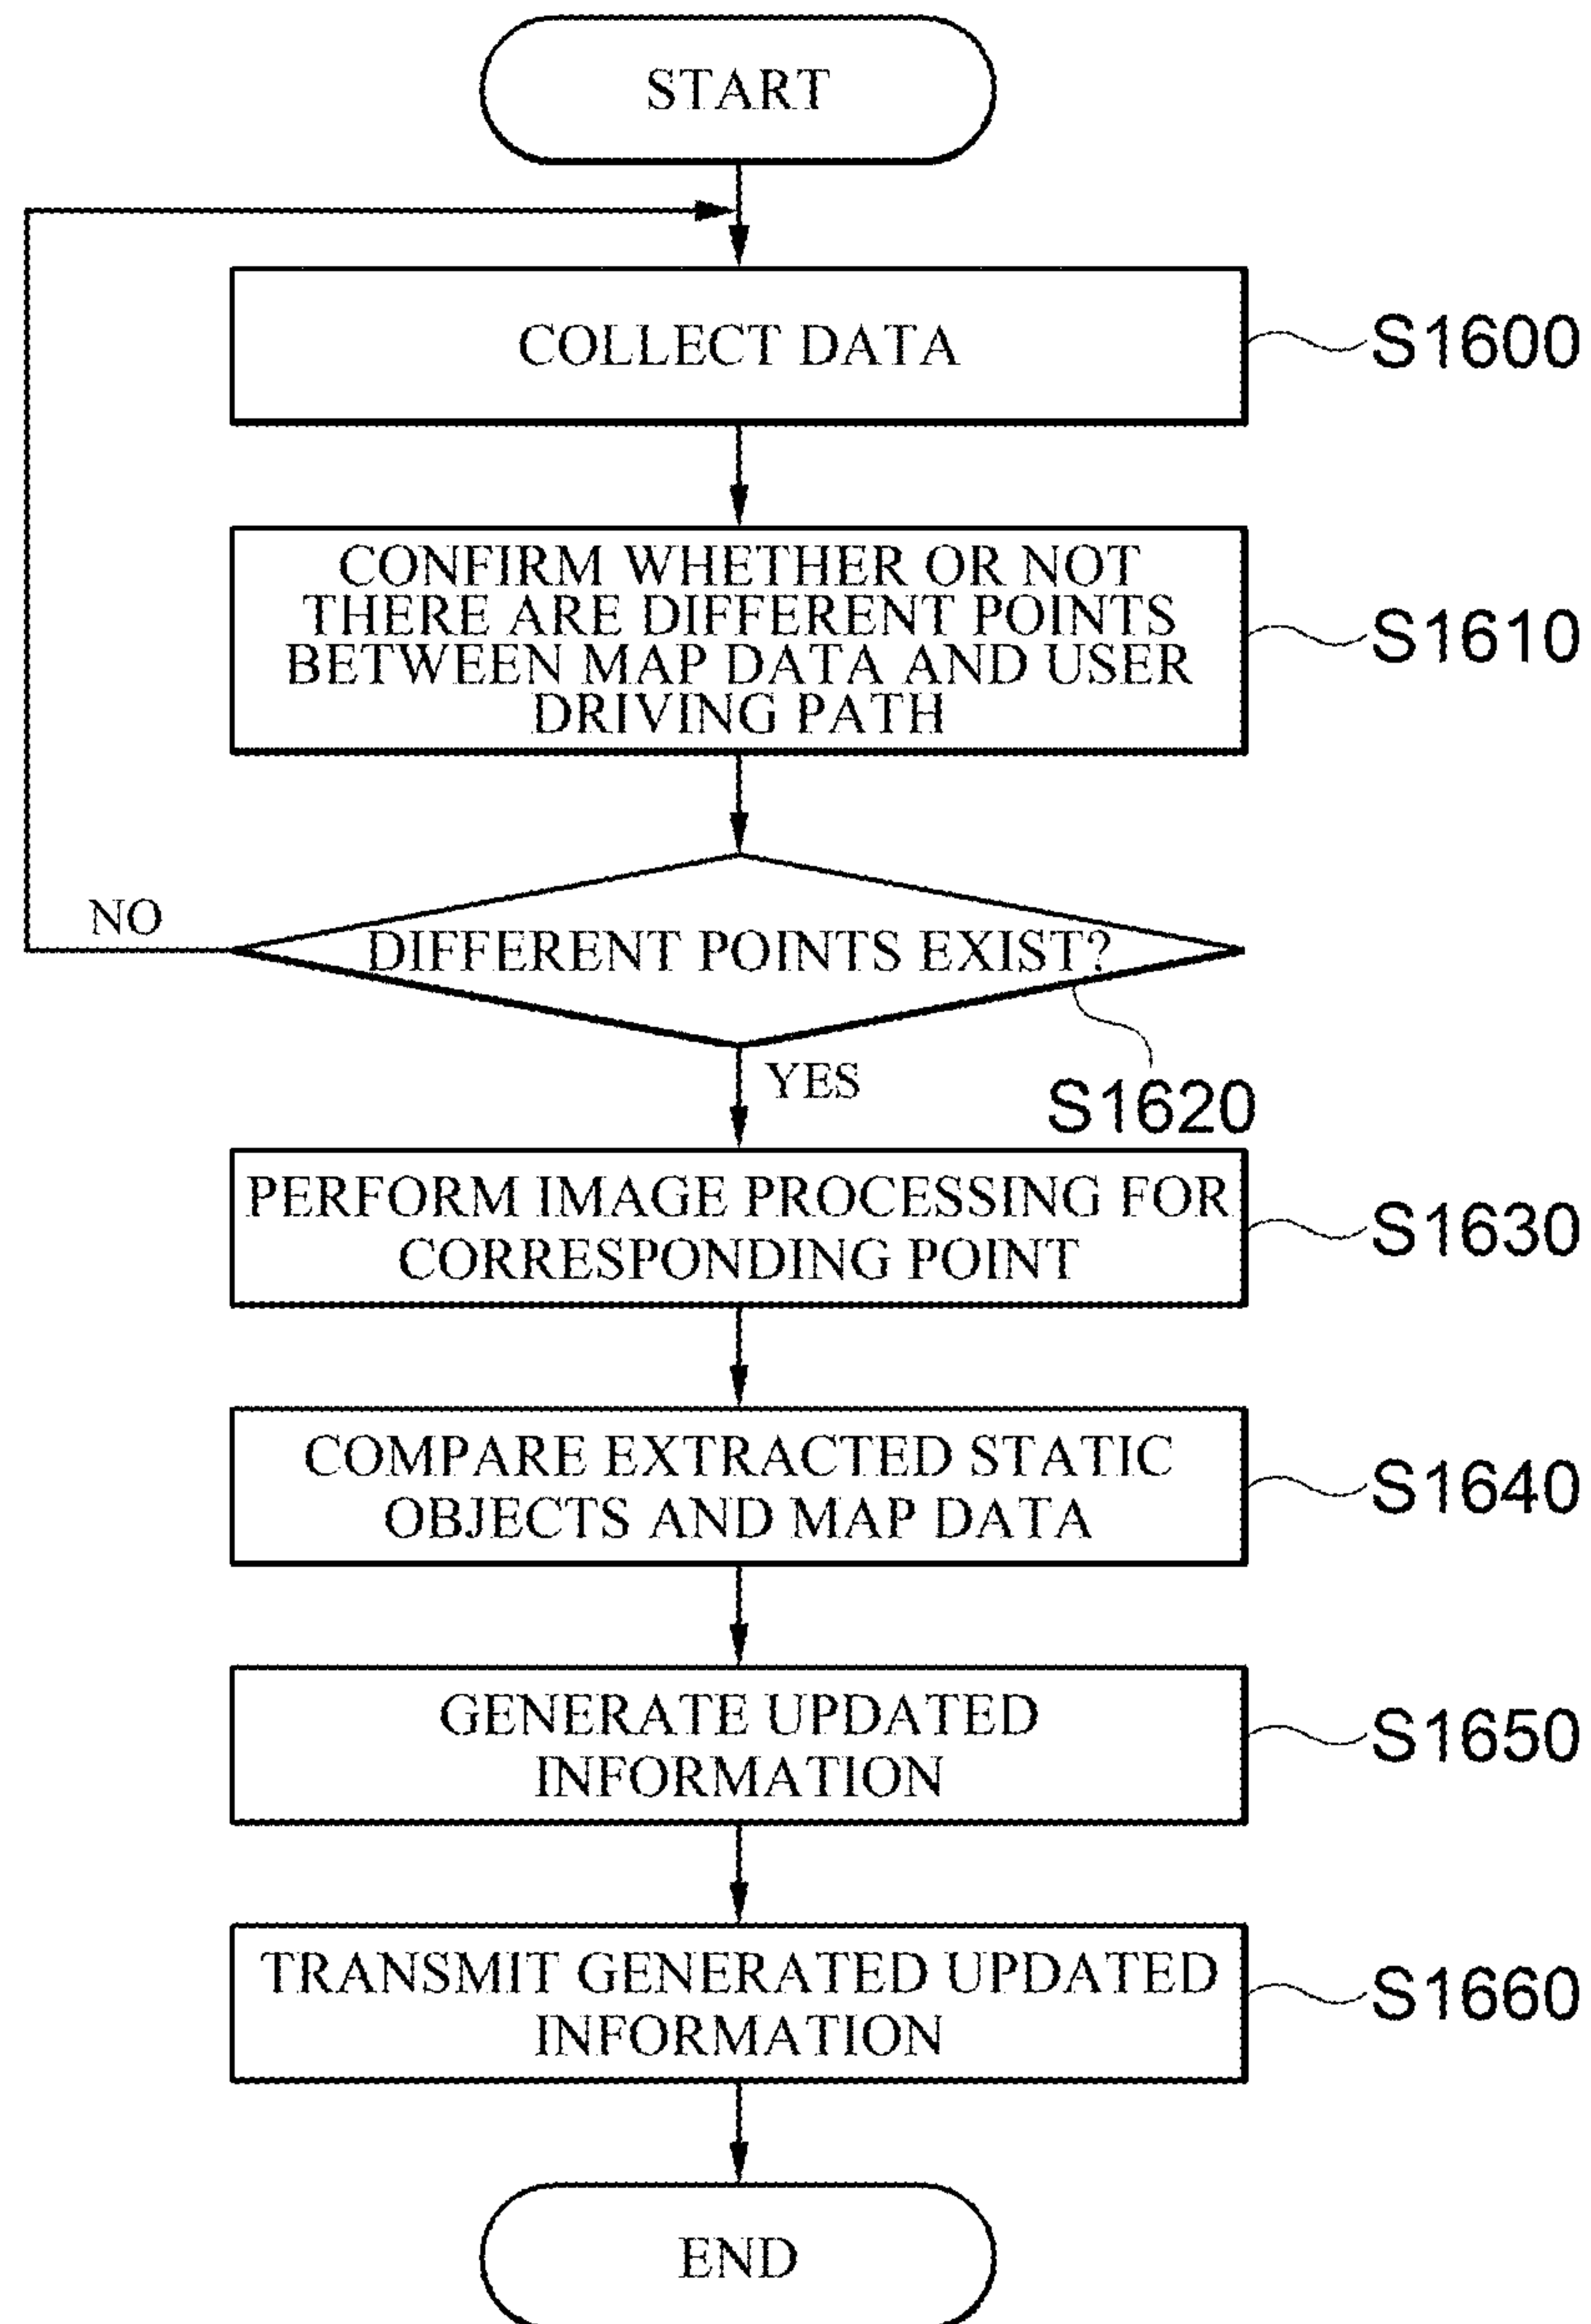 START
COLLECT DATA
S1600
CONFIRM WHETHER OR NOT
THERE ARE DIFFERENT POINTS
BETWEEN MAP DATA AND USER
DRIVING PATH
S1610
NO
DIFFERENT POINTS EXIST?
YES
S1620
PERFORM IMAGE PROCESSING FOR
CORRESPONDING POINT
S1630
COMPARE EXTRACTED STATIC
OBJECTS AND MAP DATA
S1640
GENERATE UPDATED
INFORMATION
S1650
TRANSMIT GENERATED UPDATED
INFORMATION
S1660
END